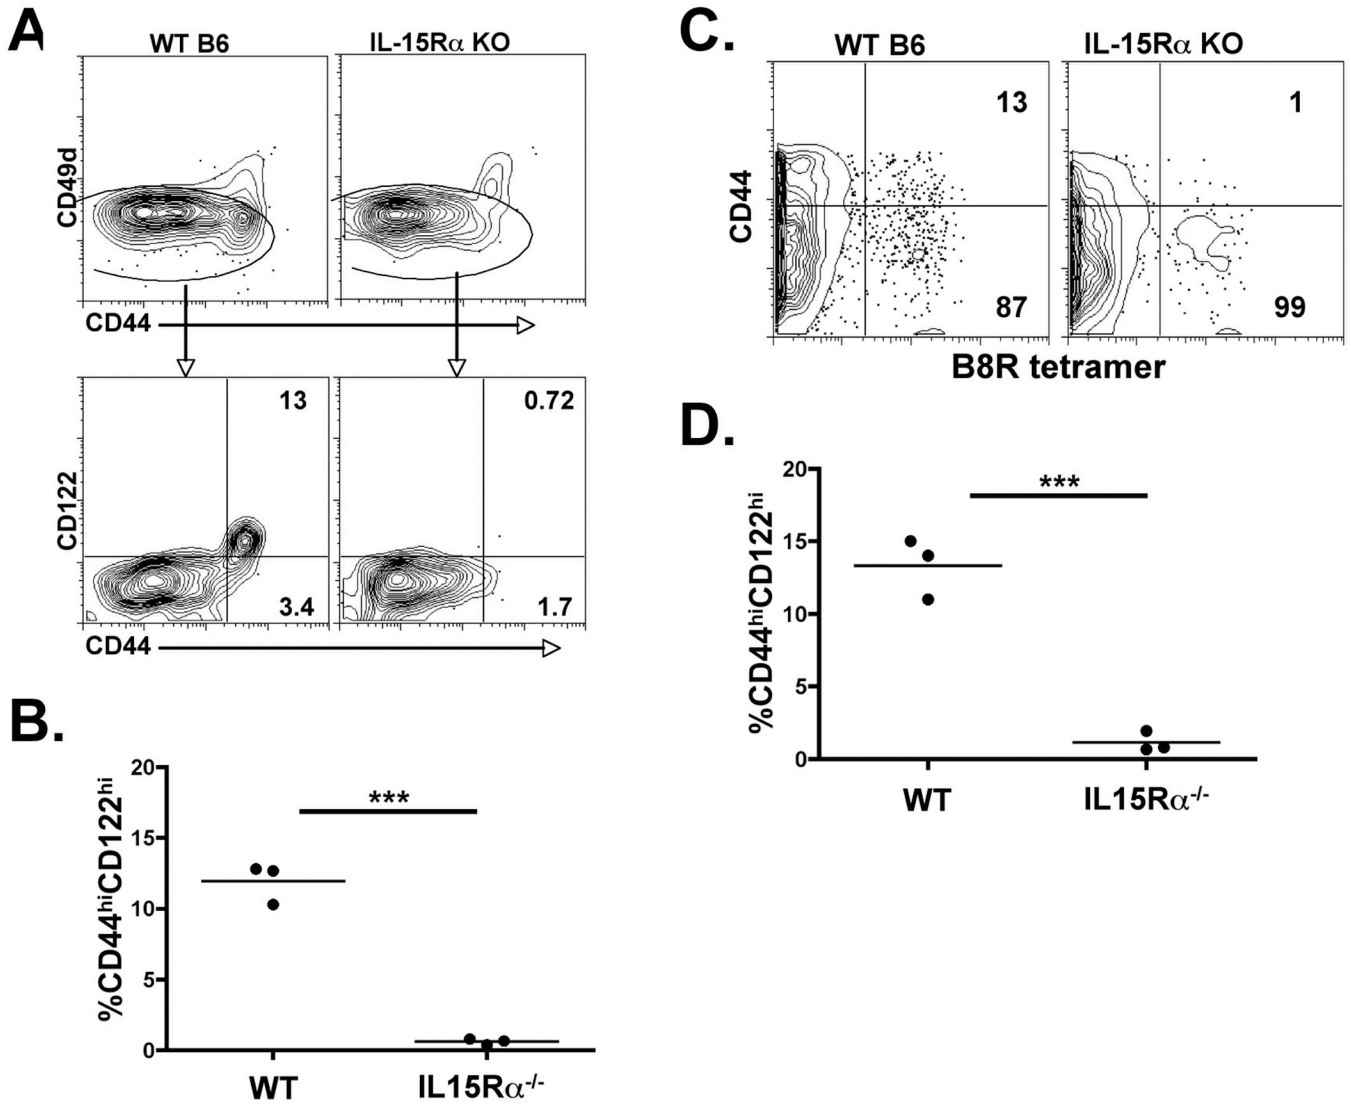 A
WT B6
IL-15Rα KO
CD49d
CD44
13
0.72
CD122
3.4
1.7
CD44
B.
20
15
10
5
0
%CD44hiCD122hi
***
WT
IL15Rα-/-
C.
WT B6
IL-15Rα KO
13
1
CD44
87
99
B8R tetramer
D.
20
15
10
5
0
%CD44hiCD122hi
***
WT
IL15Rα-/-